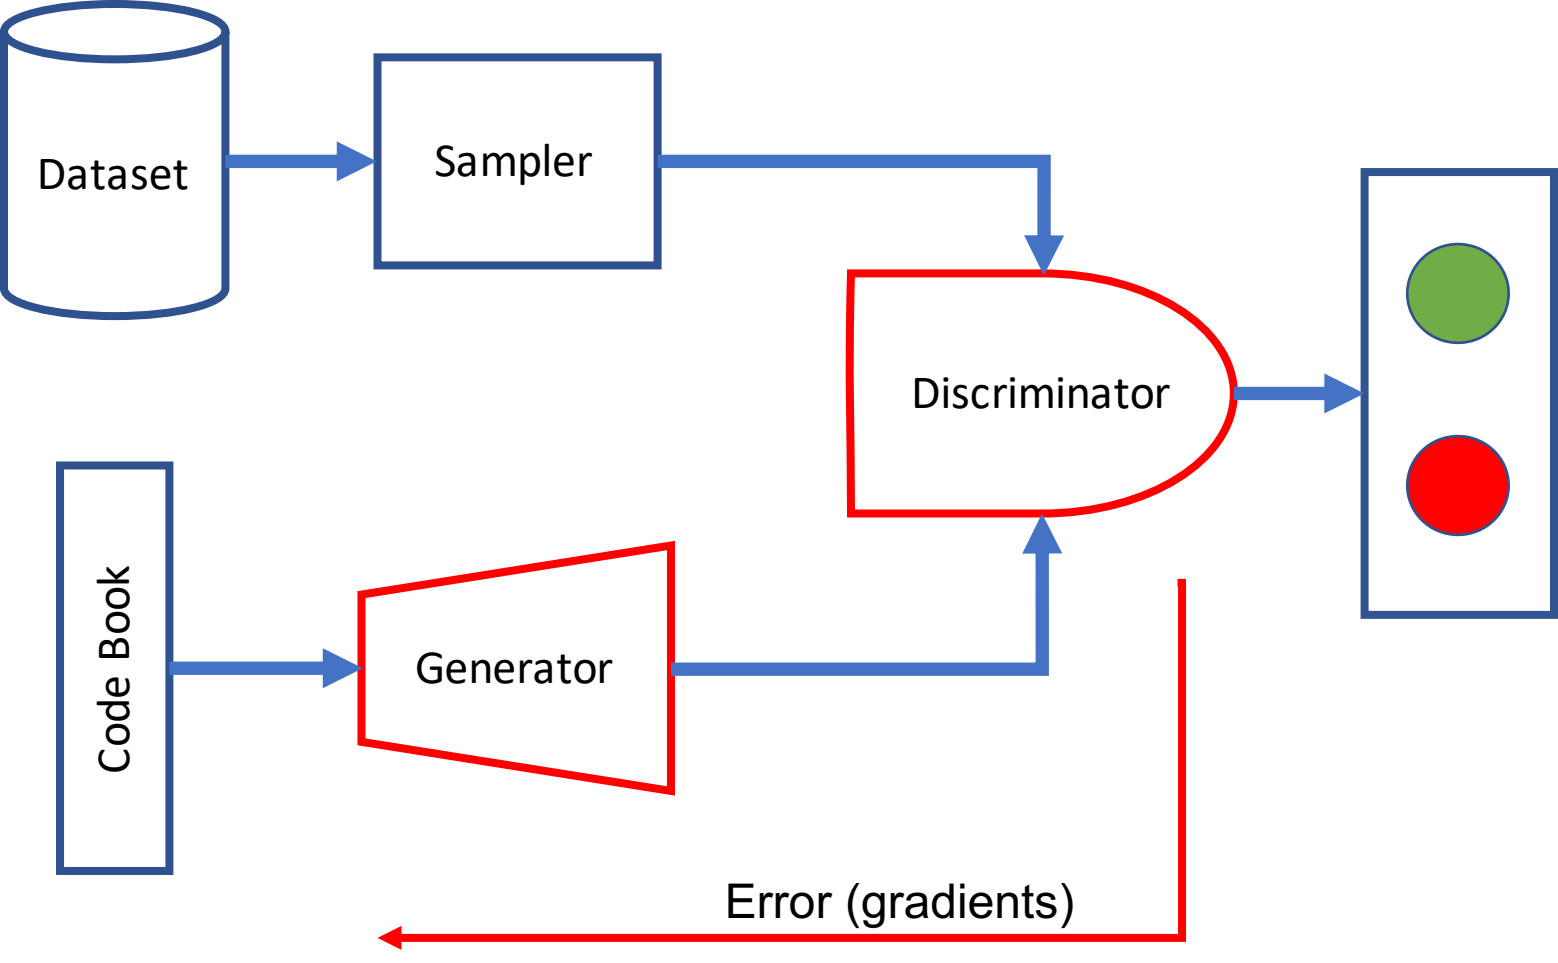 Dataset
Sampler
Discriminator
Code Book
Generator
Error (gradients)